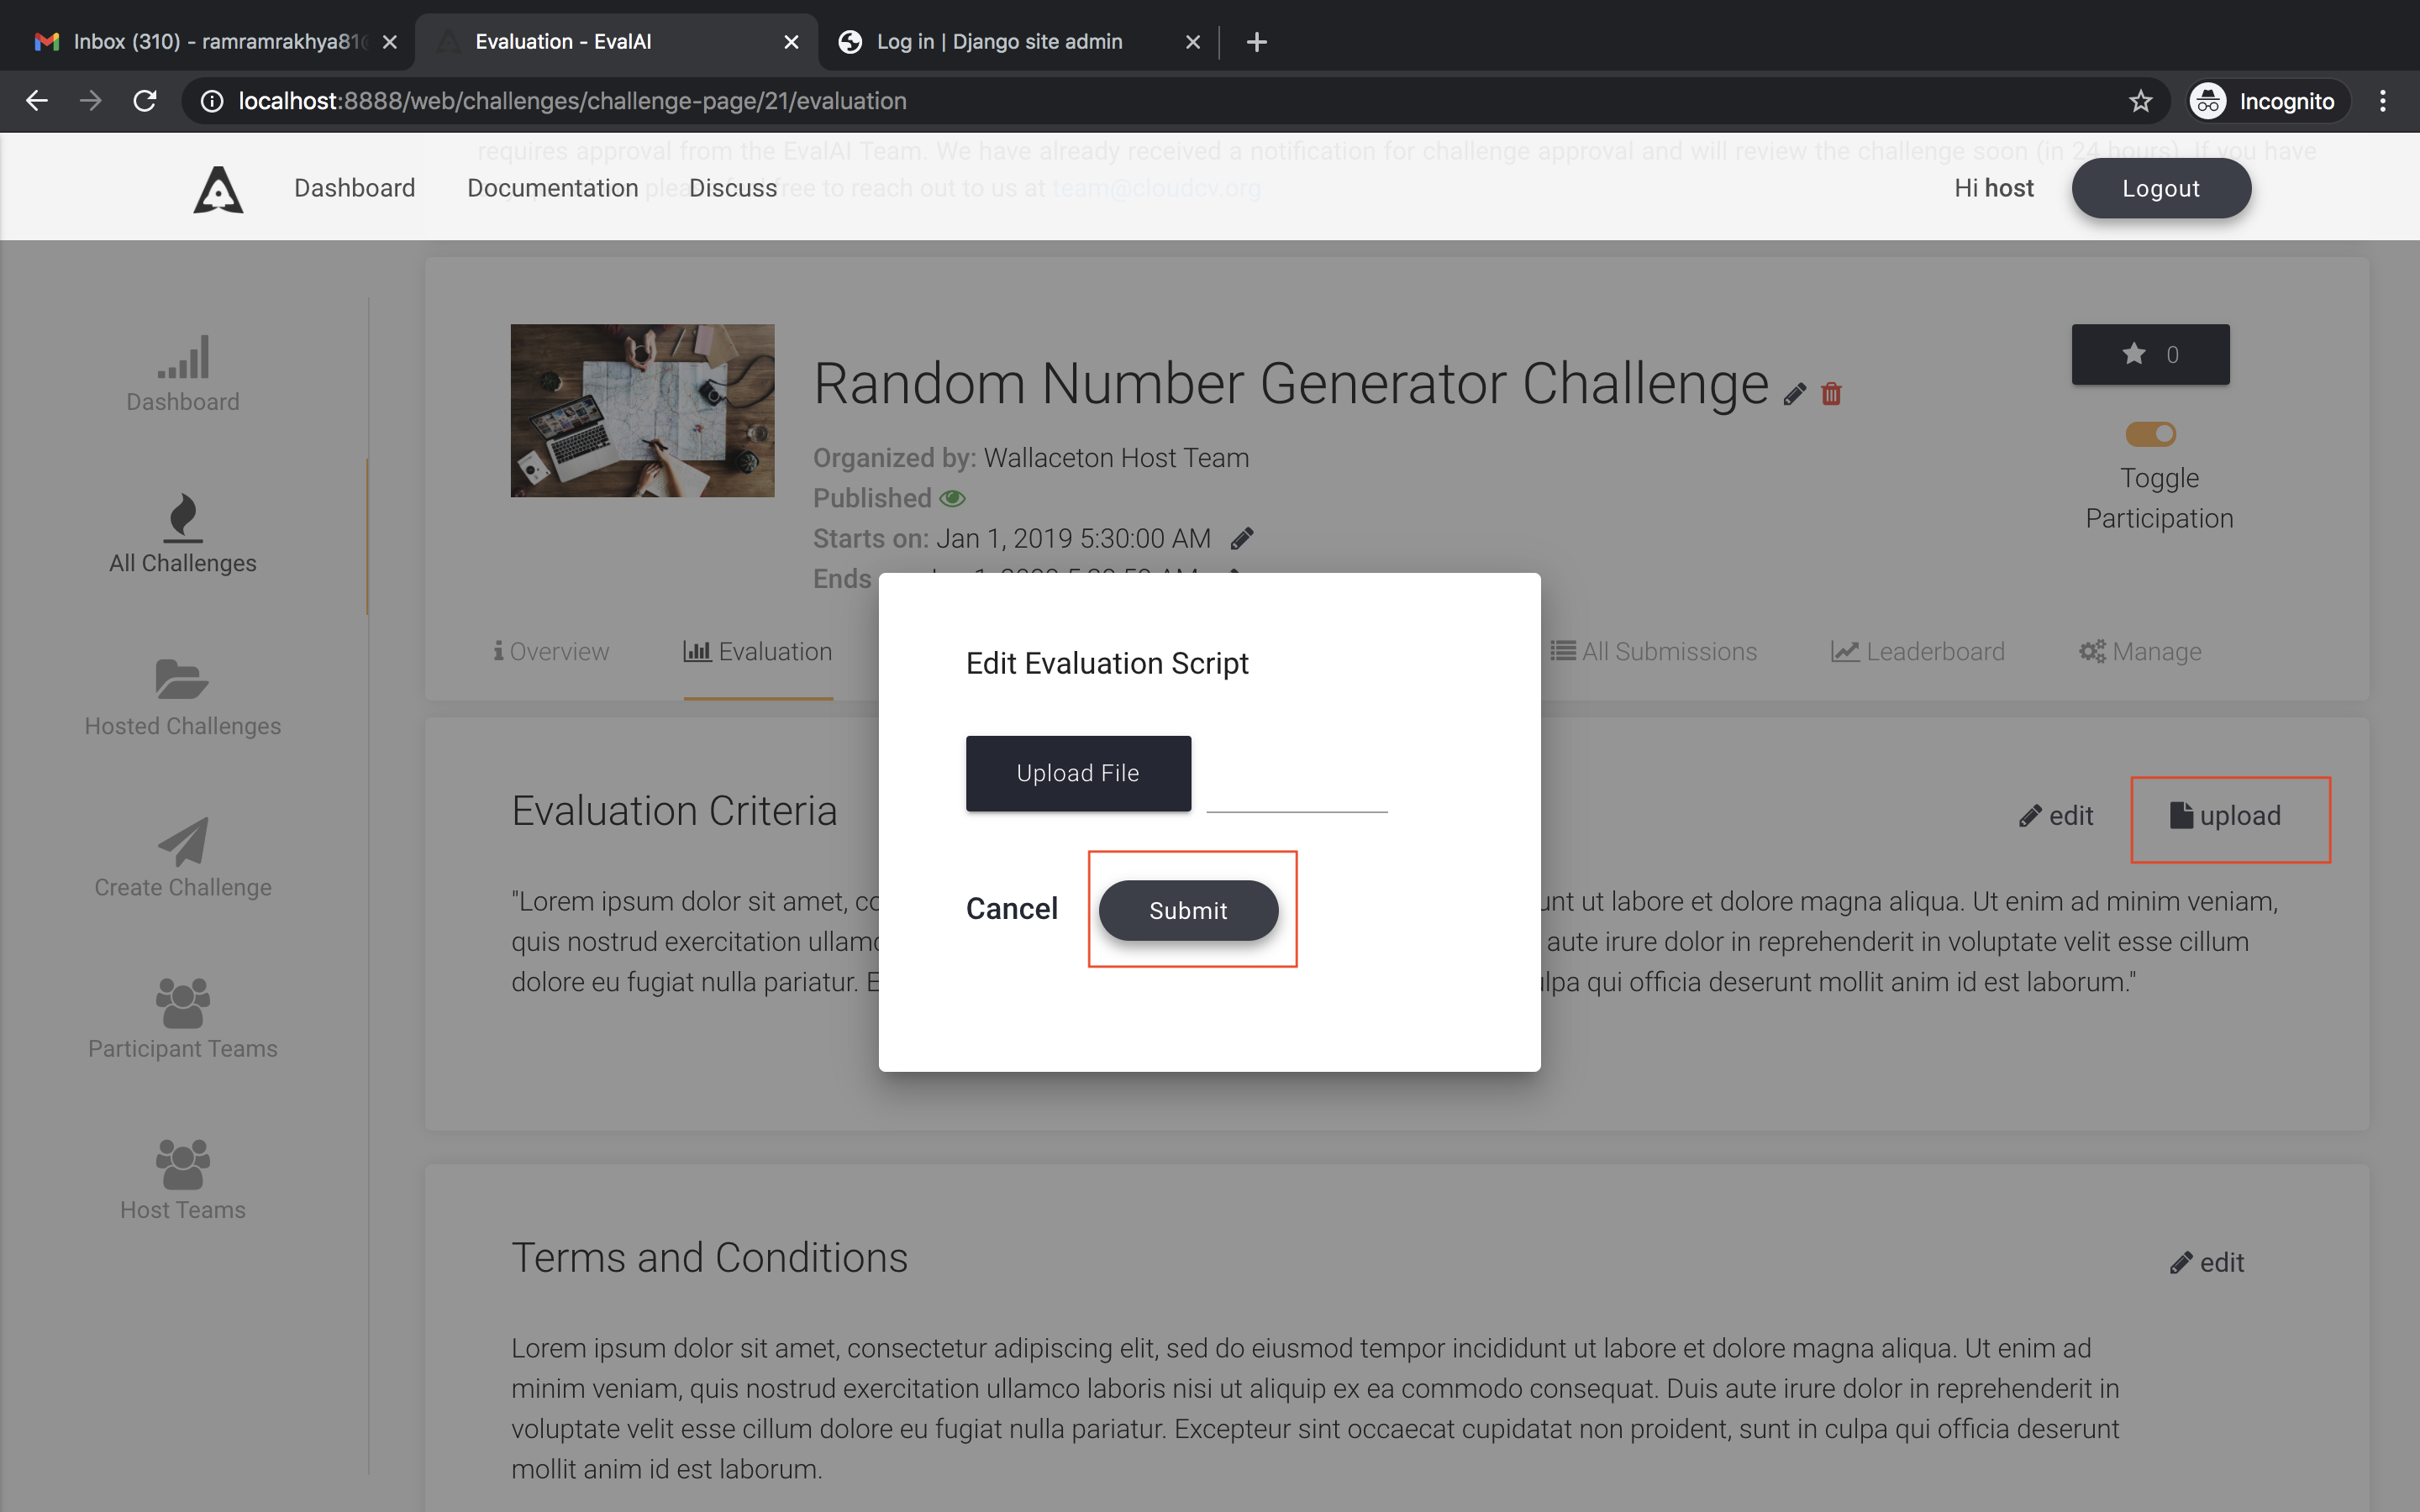 Inbox (310) - ramramrakhya81
Evaluation - EvalAI
Log in | Django site admin
localhost:8888/web/challenges/challenge-page/21/evaluation
Incognito
requires approval from the EvalAI Team. We have already received a notification for challenge approval and will review the challenge soon (in 24 hours). If you have
free to reach out to us at team@cloudcv.org
Dashboard
Documentation
Discuss
Hi host
Logout
Dashboard
All Challenges
Hosted Challenges
Create Challenge
Participant Teams
Host Teams
Random Number Generator Challenge
0
Organized by: Wallaceton Host Team
Published
Starts on: Jan 1, 2019 5:30:00 AM
Ends
Toggle
Participation
Overview
Evaluation
All Submissions
Leaderboard
Manage
Edit Evaluation Script
Upload File
Cancel
Submit
Evaluation Criteria
edit
upload
"Lorem ipsum dolor sit amet, ut labore et dolore magna aliqua. Ut enim ad minim veniam,
quis nostrud exercitation aute irure dolor in reprehenderit in voluptate velit esse cillum
dolore eu fugiat nulla pariatur. qui officia deserunt mollit anim id est laborum."
Terms and Conditions
edit
Lorem ipsum dolor sit amet, consectetur adipiscing elit, sed do eiusmod tempor incididunt ut labore et dolore magna aliqua. Ut enim ad
minim veniam, quis nostrud exercitation ullamco laboris nisi ut aliquip ex ea commodo consequat. Duis aute irure dolor in reprehenderit in
voluptate velit esse cillum dolore eu fugiat nulla pariatur. Excepteur sint occaecat cupidatat non proident, sunt in culpa qui officia deserunt
mollit anim id est laborum.